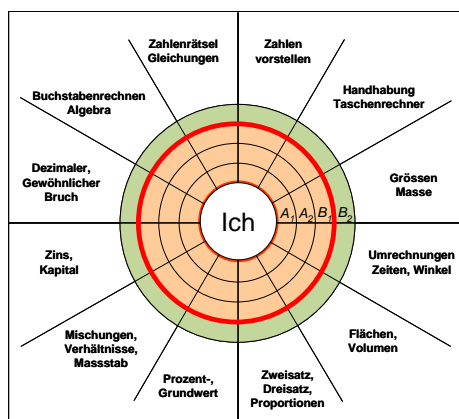 Zahlenrätsel
Gleichungen
Zahlen
vorstellen
Buchstabenrechnen
Algebra
Handhabung
Taschenrechner
Dezimaler,
Gewöhnlicher
Bruch
Grössen
Masse
Ich
A1 A2 B1 B2
Zins,
Kapital
Umrechnungen
Zeiten, Winkel
Mischungen,
Verhältnisse,
Massstab
Flächen,
Volumen
Prozent-,
Grundwert
Zweisatz,
Dreisatz,
Proportionen